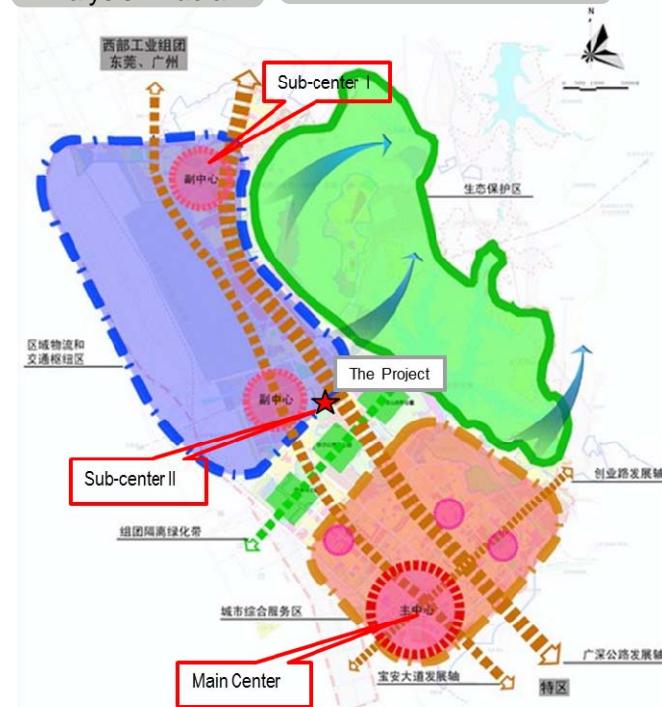 N
西部工业组团
东莞、广州
Sub-center I
副中心
生态保护区
区域物流和
交通枢纽区
The Project
副中心
Sub-center II
创业路发展轴
组团隔离绿化带
城市综合服务区
主中心
广深公路发展轴
Main Center
宝安大道发展轴
特区